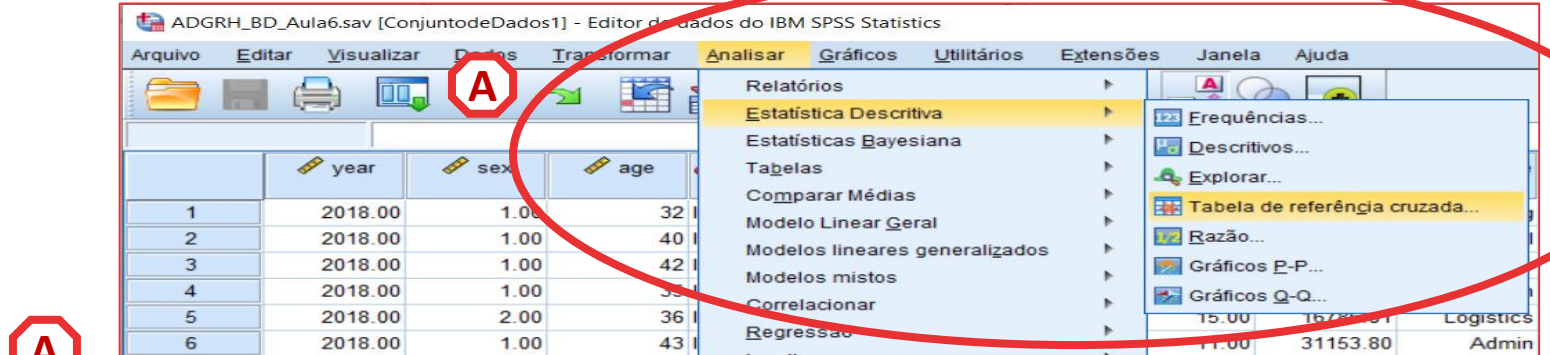 ADGRH_BD_Aula6.sav [ConjuntodeDados1] - Editor de dados do IBM SPSS Statistics
Arquivo Editar Visualizar Dados Transformar Analisar Gráficos Utilitários Extensões Janela Ajuda
A
Relatórios
Estatística Descritiva
Estatísticas Bayesiana
Tabelas
Comparar Médias
Modelo Linear Geral
Modelos lineares generalizados
Modelos mistos
Correlacionar
Regressão
Frequências...
Descritivos...
Explorar...
Tabela de referência cruzada...
Razão...
Gráficos P-P...
Gráficos Q-Q...
year sex age
1 2018.00 1.00 32
2 2018.00 1.00 40
3 2018.00 1.00 42
4 2018.00 1.00
5 2018.00 2.00 36 15.00 Logistics
6 2018.00 1.00 43 11.00 31153.80 Admin
A